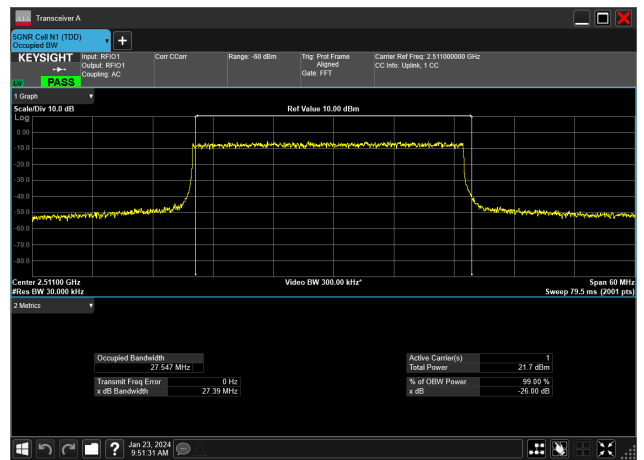 Transceiver A
5GNR Cell N1 (TDD)
Occupied BW
KEYSIGHT
LXI
PASS
Input: RFIO1
Output: RFIO1
Coupling: AC
Corr CCorr
Range: -60 dBm
Trig: Prot Frame
Aligned
Gate: FFT
Carrier Ref Freq: 2.511000000 GHz
CC Info: Uplink, 1 CC
1 Graph
Scale/Div 10.0 dB
Ref Value 10.00 dBm
Log
0.00
-10.0
-20.0
-30.0
-40.0
-50.0
-60.0
-80.0
Center 2.51100 GHz
Video BW 300.00 kHz*
Span 60 MHz
#Res BW 30.000 kHz
Sweep 79.5 ms (2001 pts)
2 Metrics
Occupied Bandwidth
27.547 MHz
Transmit Freq Error 0 Hz
x dB Bandwidth 27.39 MHz
Active Carrier(s) 1
Total Power 21.7 dBm
% of OBW Power 99.00 %
x dB -26.00 dB
?
Jan 23, 2024
9:51:31 AM